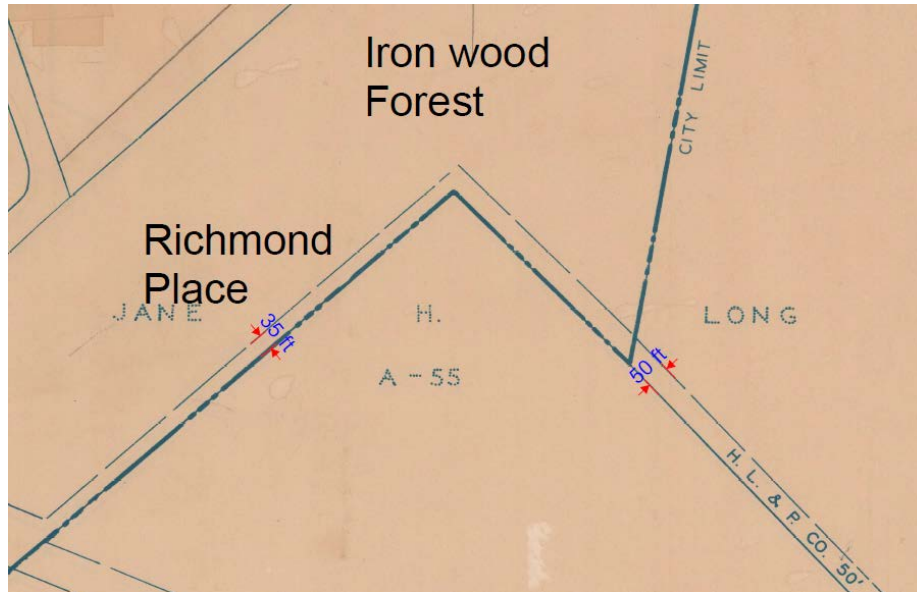 Iron wood
Forest
CITY LIMIT
Richmond
Place
JANE H. LONG
35 ft
A-55
50 ft
H. L. & P. CO. 50'